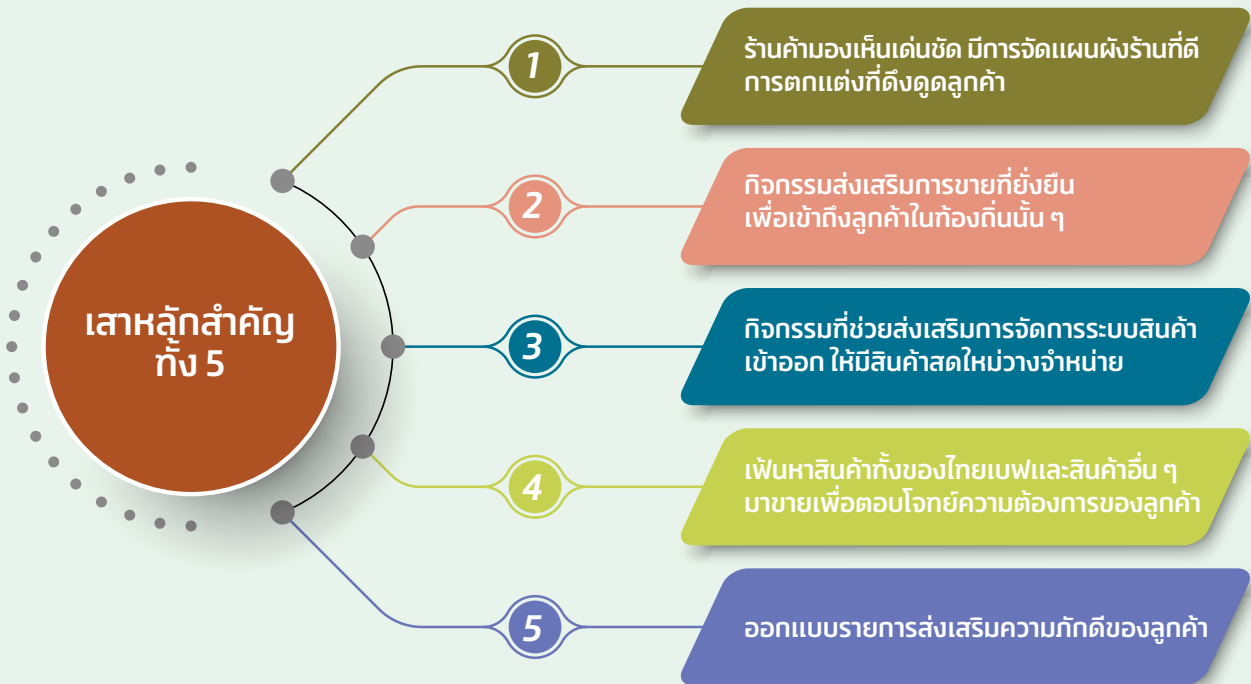 เสาหลักสำคัญ
ทั้ง 5
1
ร้านค้ามองเห็นเด่นชัด มีการจัดแผนผังร้านที่ดี
การตกแต่งที่ดึงดูดลูกค้า
2
กิจกรรมส่งเสริมการขายที่ยั่งยืน
เพื่อเข้าถึงลูกค้าในท้องถิ่นนั้น ๆ
3
กิจกรรมที่ช่วยส่งเสริมการจัดการระบบสินค้า
เข้าออก ให้มีสินค้าสดใหม่วางจำหน่าย
4
เฟ้นหาสินค้าทั้งของไทยเบฟและสินค้าอื่น ๆ
มาขายเพื่อตอบโจทย์ความต้องการของลูกค้า
5
ออกแบบรายการส่งเสริมความภักดีของลูกค้า